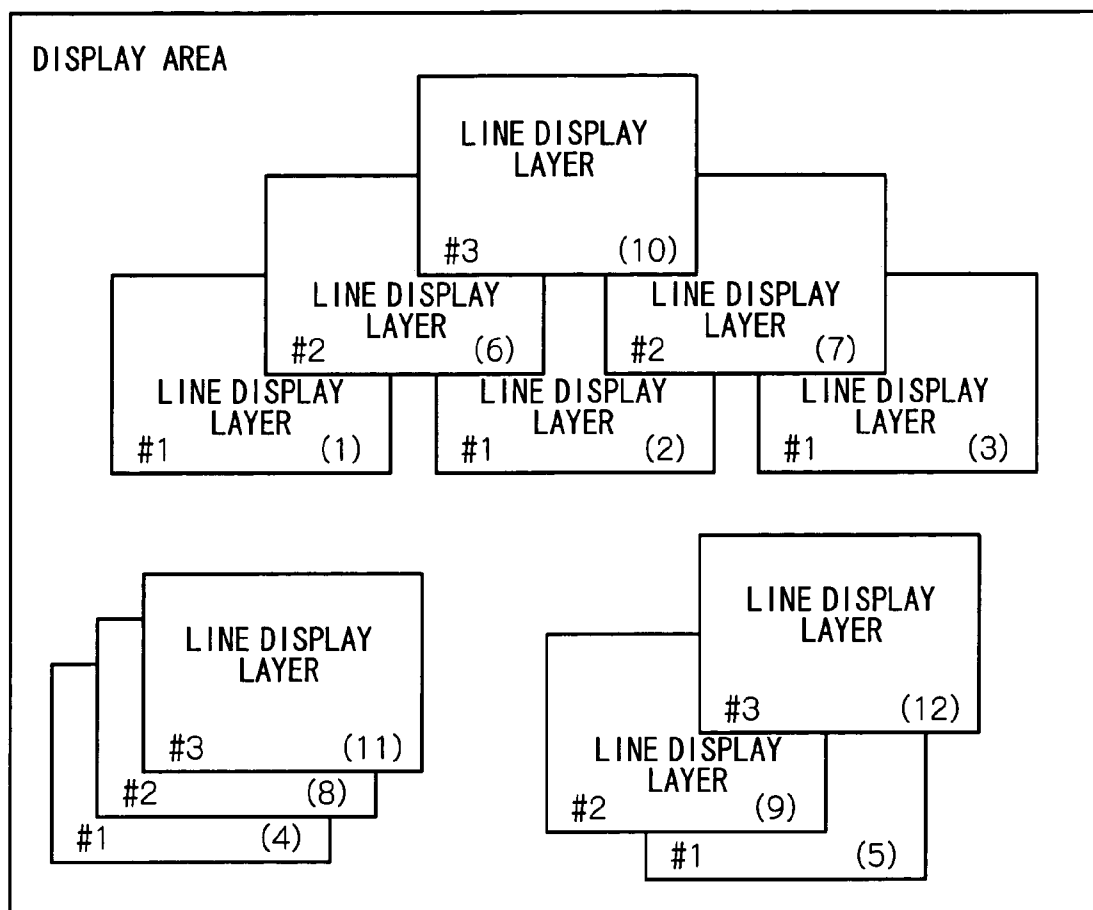 DISPLAY AREA
LINE DISPLAY
LAYER
#3 (10)
LINE DISPLAY
LAYER
#2 (6)
LINE DISPLAY
LAYER
#2 (7)
LINE DISPLAY
LAYER
#1 (1)
LINE DISPLAY
LAYER
#1 (2)
LINE DISPLAY
LAYER
#1 (3)
LINE DISPLAY
LAYER
#3 (11)
#2 (8)
#1 (4)
LINE DISPLAY
LAYER
#3 (12)
LINE DISPLAY
LAYER
#2 (9)
#1 (5)